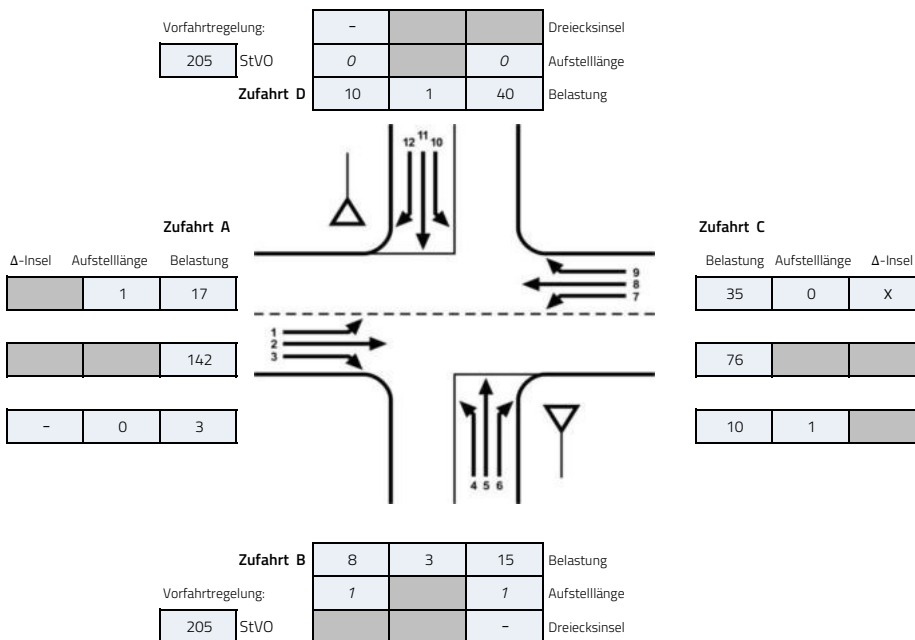 Vorfahrtregelung: - Dreiecksinsel
205 StVO 0 0 Aufstelllänge
Zufahrt D 10 1 40 Belastung
12 11 10
Zufahrt A Zufahrt C
Δ-Insel Aufstelllänge Belastung Belastung Aufstelllänge Δ-Insel
1 17 9 35 0 X
8
7
1
2 142 76
3
- 0 3 10 1
4 5 6
Zufahrt B 8 3 15 Belastung
Vorfahrtregelung: 1 1 Aufstelllänge
205 StVO - Dreiecksinsel